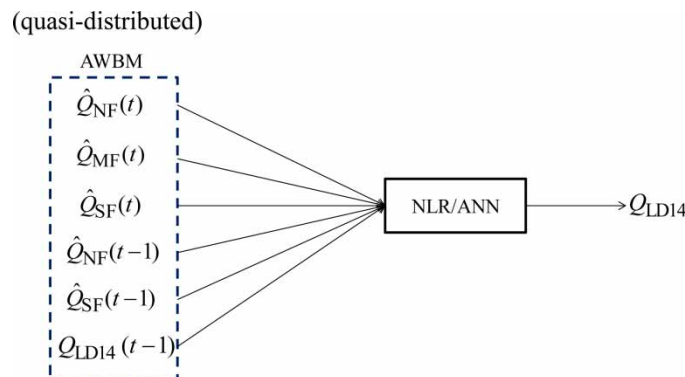 (quasi-distributed)
AWBM
Q̂NF(t)
Q̂MF(t)
Q̂SF(t)
NLR/ANN
QLD14
Q̂NF(t−1)
Q̂SF(t−1)
QLD14 (t−1)